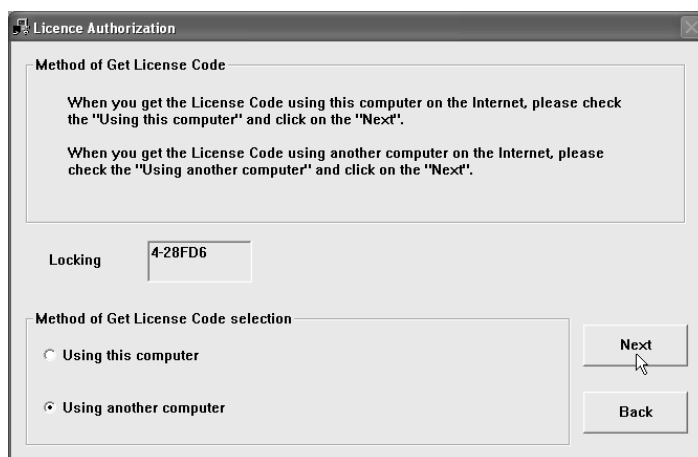 Licence Authorization
Method of Get License Code
When you get the License Code using this computer on the Internet, please check
the "Using this computer" and click on the "Next".
When you get the License Code using another computer on the Internet, please
check the "Using another computer" and click on the "Next".
Locking
4-28FD6
Method of Get License Code selection
Using this computer
Using another computer
Next
Back